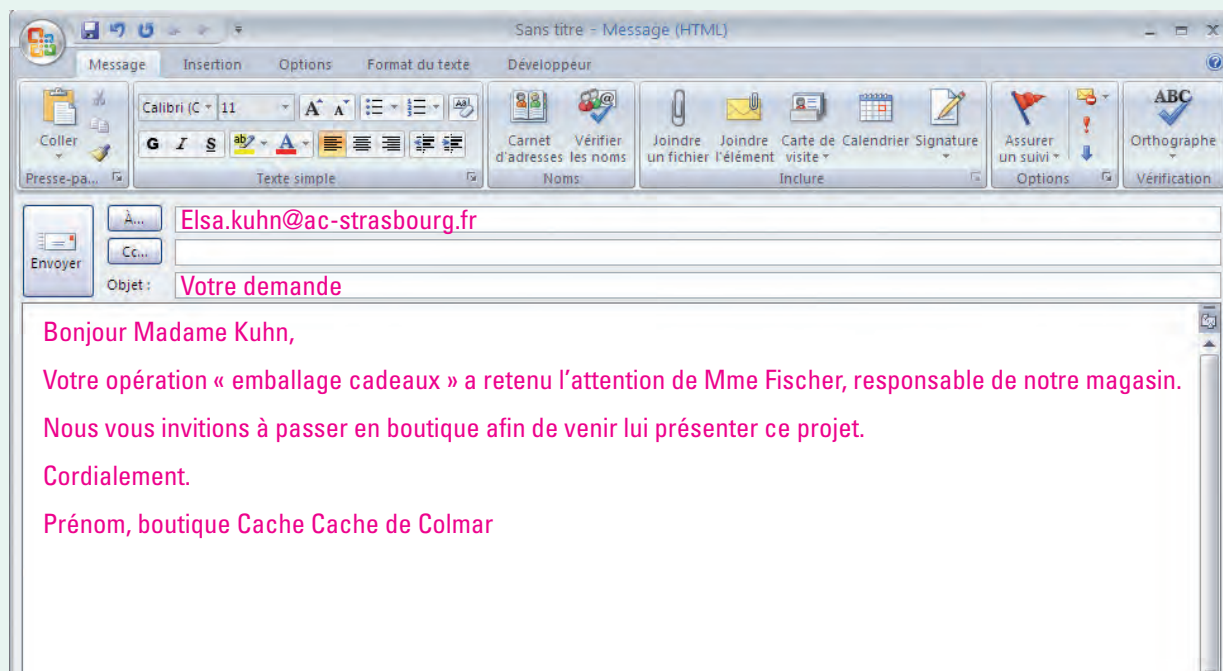 Sans titre - Message (HTML)
Message Insertion Options Format du texte Développeur
Calibri (C 11
Coller
G I S
ab
A
Carnet d'adresses
Vérifier les noms
Joindre un fichier
Joindre l'élément
Carte de visite
Calendrier
Signature
Assurer un suivi
ABC
Orthographe
Presse-pa...
Texte simple
Noms
Inclure
Options
Vérification
Envoyer
À...
Elsa.kuhn@ac-strasbourg.fr
Cc...
Objet :
Votre demande
Bonjour Madame Kuhn,
Votre opération « emballage cadeaux » a retenu l'attention de Mme Fischer, responsable de notre magasin.
Nous vous invitions à passer en boutique afin de venir lui présenter ce projet.
Cordialement.
Prénom, boutique Cache Cache de Colmar